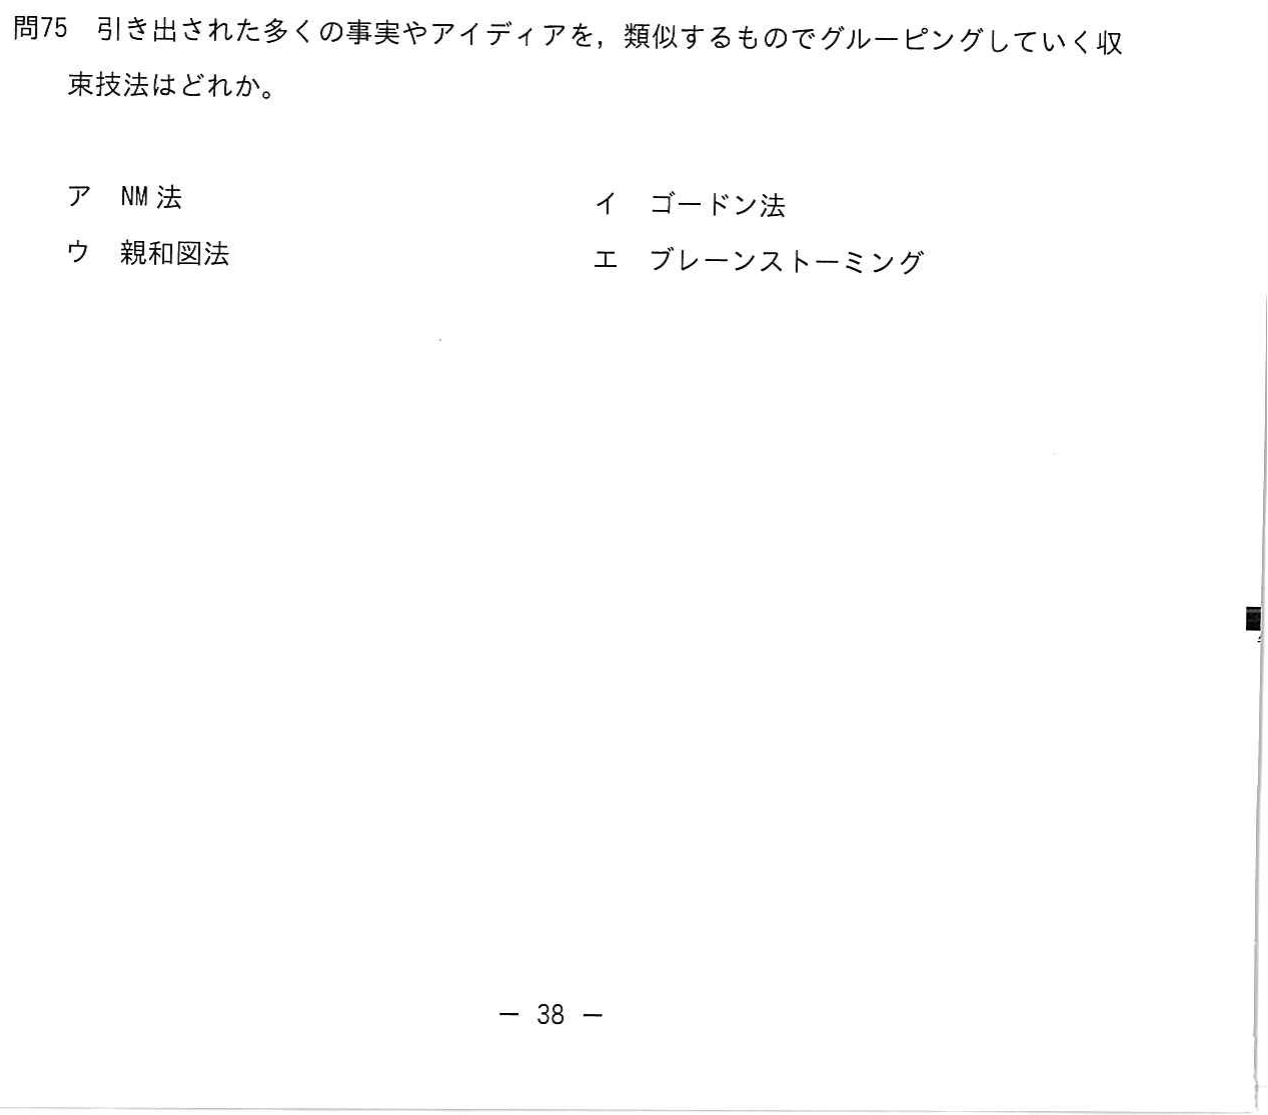 問75 引き出された多くの事実やアイディアを，類似するものでグルーピングしていく収
束技法はどれか。
ア NM法 イ ゴードン法
ウ 親和図法 エ ブレーンストーミング
－ 38 －